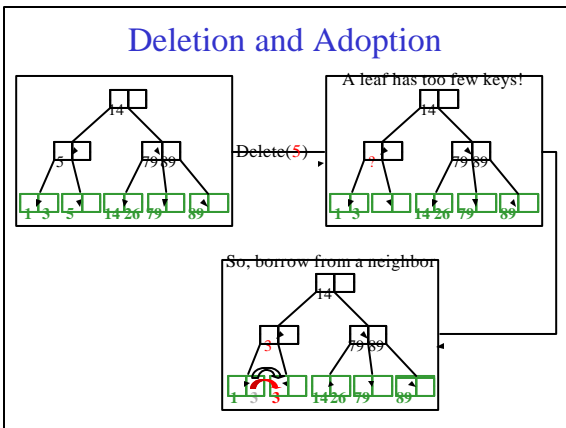 Deletion and Adoption
A leaf has too few keys!
14
14
5
79 89
Delete(5)
?
79 89
1 3 5 14 26 79 89
1 3 14 26 79 89
So, borrow from a neighbor
14
3
79 89
1 3 3 14 26 79 89